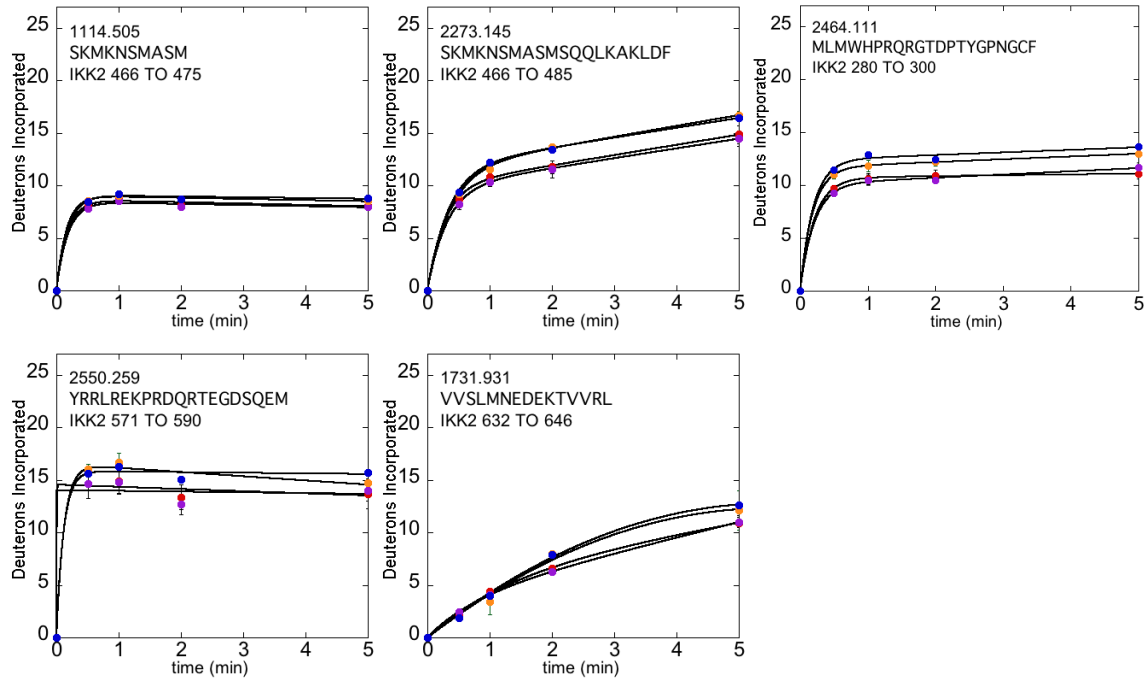 Deuterons Incorporated
25
20
15
10
5
0
1114.505
SKMKNSMASM
IKK2 466 TO 475
0 1 2 3 4 5
time (min)
Deuterons Incorporated
25
20
15
10
5
0
2273.145
SKMKNSMASMSQQLKAKLDF
IKK2 466 TO 485
0 1 2 3 4 5
time (min)
Deuterons Incorporated
25
20
15
10
5
0
2464.111
MLMWHPRQRGTDPTYGPNGCF
IKK2 280 TO 300
0 1 2 3 4 5
time (min)
Deuterons Incorporated
25
20
15
10
5
0
2550.259
YRRLREKPRDQRTEGDSQEM
IKK2 571 TO 590
0 1 2 3 4 5
time (min)
Deuterons Incorporated
25
20
15
10
5
0
1731.931
VVSLMNEDEKTVVRL
IKK2 632 TO 646
0 1 2 3 4 5
time (min)